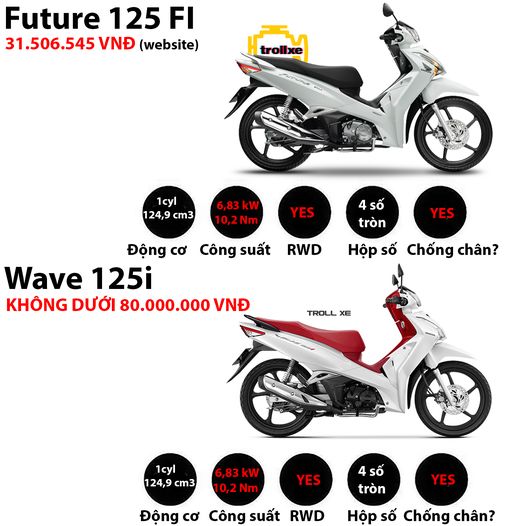 Future 125 FI
31.506.545 VNĐ (website)
trollxe
1cyl
124,9 cm3
6,83 kW
10,2 Nm
YES
4 số
tròn
YES
Động cơ
Công suất
RWD
Hộp số
Chống chân?
Wave 125i
KHÔNG DƯỚI 80.000.000 VNĐ
TROLL XE
1cyl
124,9 cm3
6,83 kW
10,2 Nm
YES
4 số
tròn
YES
Động cơ
Công suất
RWD
Hộp số
Chống chân?